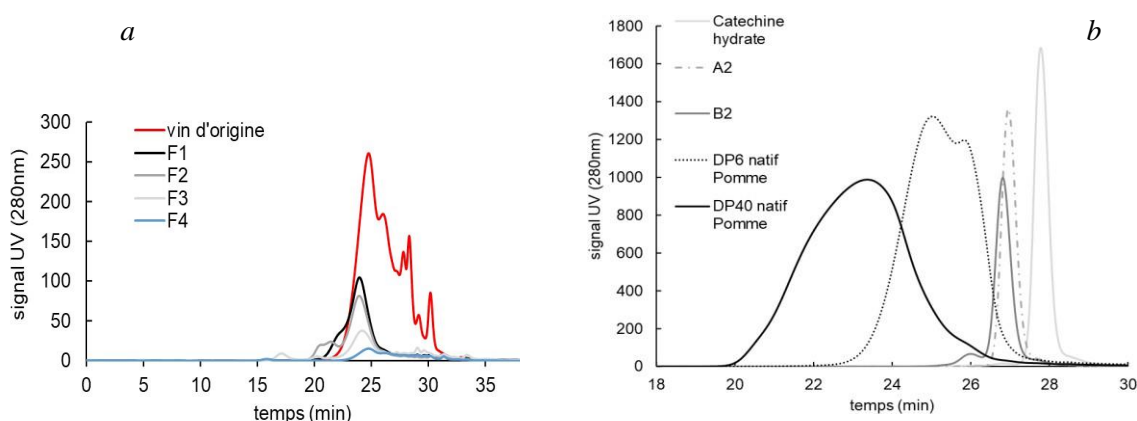 a
signal UV (280nm)
300
250
200
150
100
50
0
vin d'origine
F1
F2
F3
F4
0 5 10 15 20 25 30 35
temps (min)
b
signal UV (280nm)
1800
1600
1400
1200
1000
800
600
400
200
0
Catechine
hydrate
A2
B2
DP6 natif
Pomme
DP40 natif
Pomme
18 20 22 24 26 28 30
temps (min)